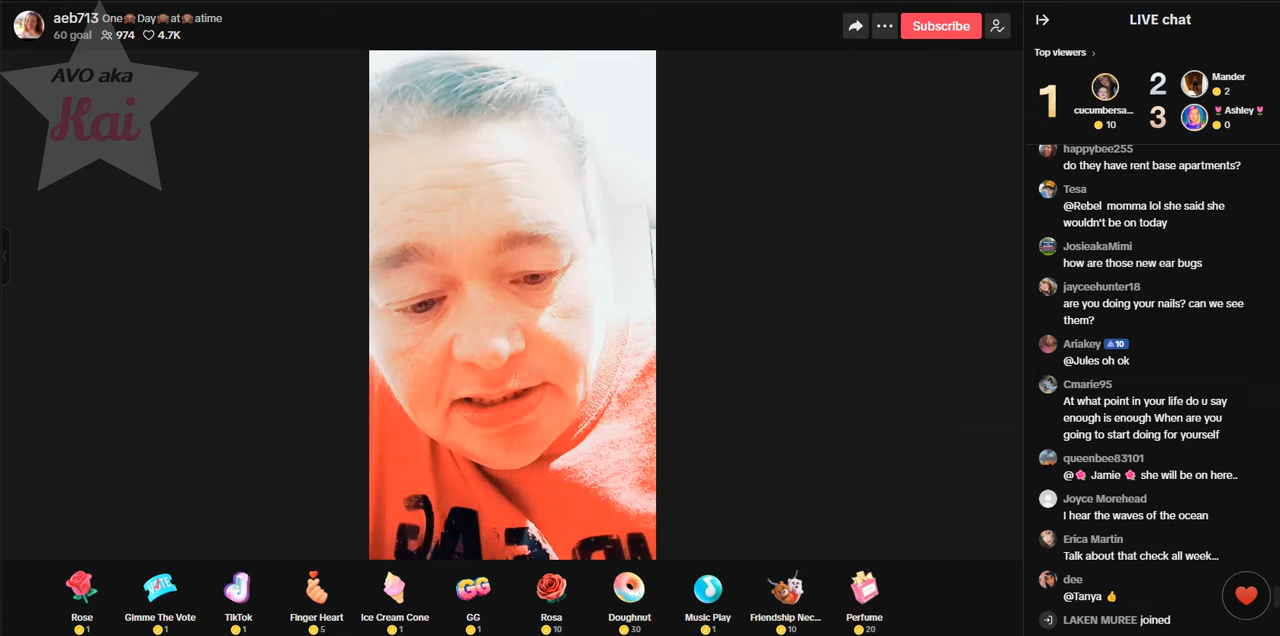 aeb713 One🙈Day🙈at🙈atime
60 goal 974 4.7K
AVO aka
Kai
Subscribe
LIVE chat
Top viewers
1
cucumbersa...
10
2
Mander
2
3
🌷Ashley🌷
0
happybee255
do they have rent base apartments?
Tesa
@Rebel momma lol she said she
wouldn't be on today
JosieakaMimi
how are those new ear bugs
jayceehunter18
are you doing your nails? can we see
them?
Ariakey 10
@Jules oh ok
Cmarie95
At what point in your life do u say
enough is enough When are you
going to start doing for yourself
queenbee83101
@🌺 Jamie 🌺 she will be on here..
Joyce Morehead
I hear the waves of the ocean
Erica Martin
Talk about that check all week...
dee
@Tanya 👍
LAKEN MUREE joined
VOTE
GG
Rose
1
Gimme The Vote
1
TikTok
1
Finger Heart
5
Ice Cream Cone
1
GG
1
Rosa
10
Doughnut
30
Music Play
1
Friendship Nec...
10
Perfume
20